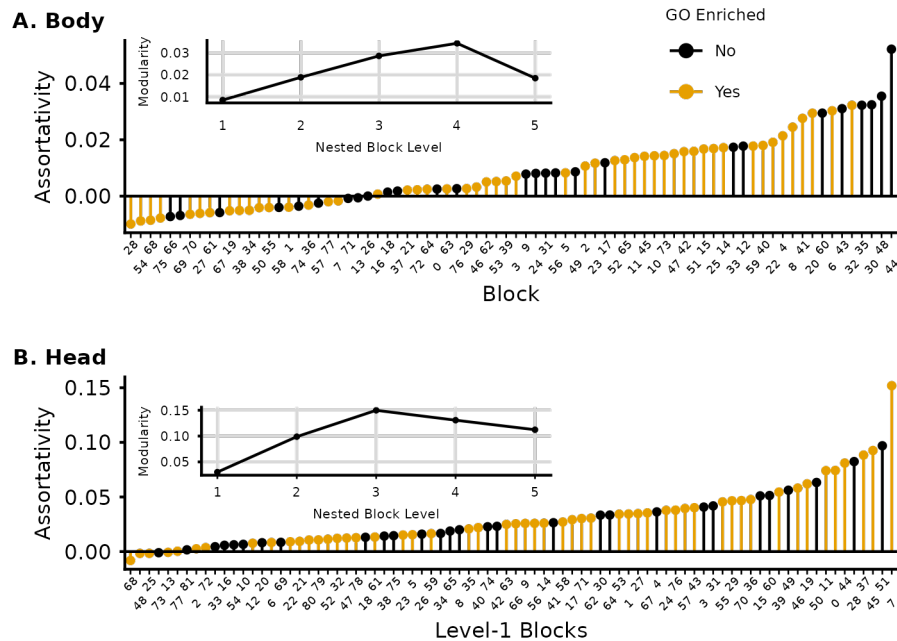 A. Body
GO Enriched
No
Yes
Assortativity
0.04
0.02
0.00
Modularity
0.03
0.02
0.01
1 2 3 4 5
Nested Block Level
28 68 66 70 61 19 34 55 1 36 77 71 26 18 21 64 63 29 62 39 9 31 5 2 17 65 45 73 42 15 14 12 40 4 41 60 43 35 48
54 75 69 27 67 38 50 58 74 57 7 13 16 37 72 0 76 46 53 3 24 56 49 23 52 11 10 47 51 25 33 59 22 8 20 6 32 30 44
Block
B. Head
Assortativity
0.15
0.10
0.05
0.00
Modularity
0.15
0.10
0.05
1 2 3 4 5
Nested Block Level
68 25 13 81 72 16 10 20 69 21 79 32 78 61 75 5 59 65 35 74 63 9 14 58 71 62 64 1 27 4 76 43 31 29 36 60 39 49 19 11 44 37 51
48 73 77 2 33 54 12 6 22 80 52 47 18 38 23 26 34 8 40 42 66 56 41 17 30 53 67 24 57 3 55 70 15 46 50 0 28 45 7
Level-1 Blocks